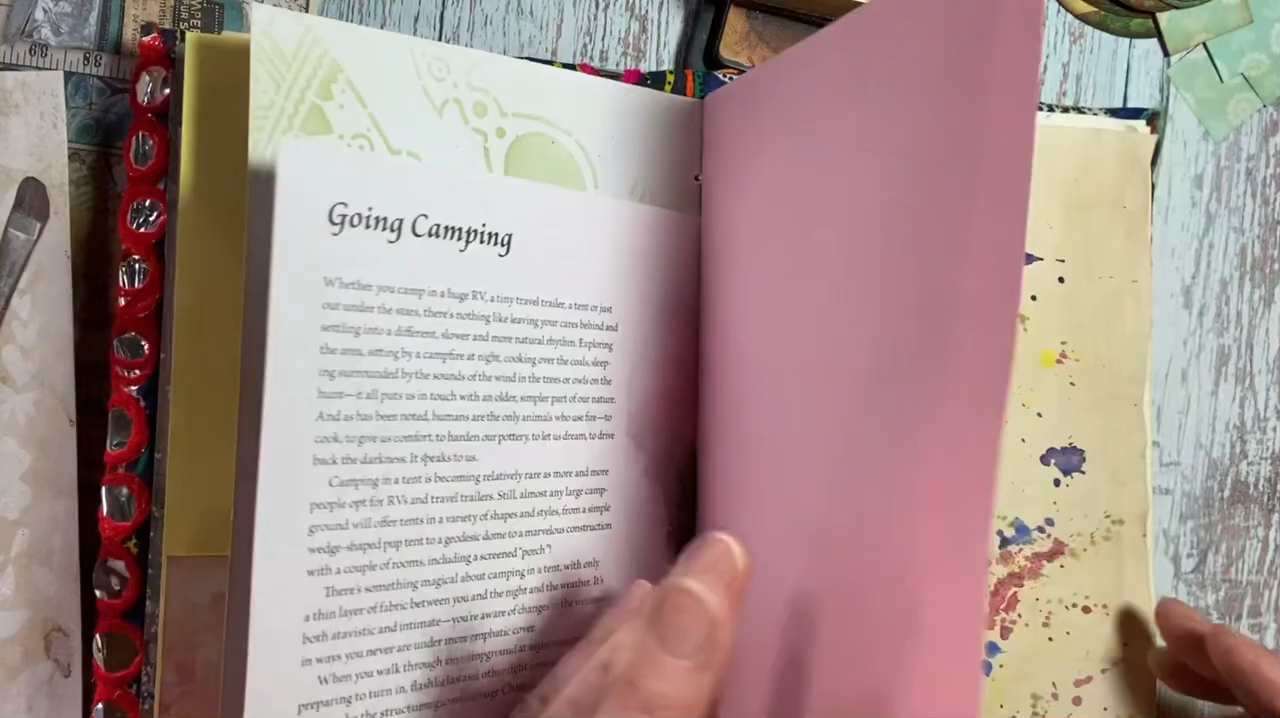 Going Camping
Whether you camp in a huge RV, a tiny travel trailer, a tent or just
out under the stars, there's nothing like leaving your cares behind and
settling into a different, slower and more natural rhythm. Exploring
the area, sitting by a campfire at night, cooking over the coals, sleep-
ing surrounded by the sounds of the wind in the trees or owls on the
hunt—it all puts us in touch with an older, simpler part of our nature.
And as has been noted, humans are the only animals who use fire—to
cook, to give us comfort, to harden our pottery, to let us dream, to drive
back the darkness. It speaks to us.
Camping in a tent is becoming relatively rare as more and more
people opt for RVs and travel trailers. Still, almost any large camp-
ground will offer tents in a variety of shapes and styles, from a simple
wedge-shaped pup tent to a geodesic dome to a marvelous construction
with a couple of rooms, including a screened "porch"!
There's something magical about camping in a tent, with only
a thin layer of fabric between you and the night and the weather. It's
both atavistic and intimate—you're aware of changes the
in ways you never are under more emphatic cover.
When you walk through
preparing to turn in, flashlights and other light
the structures